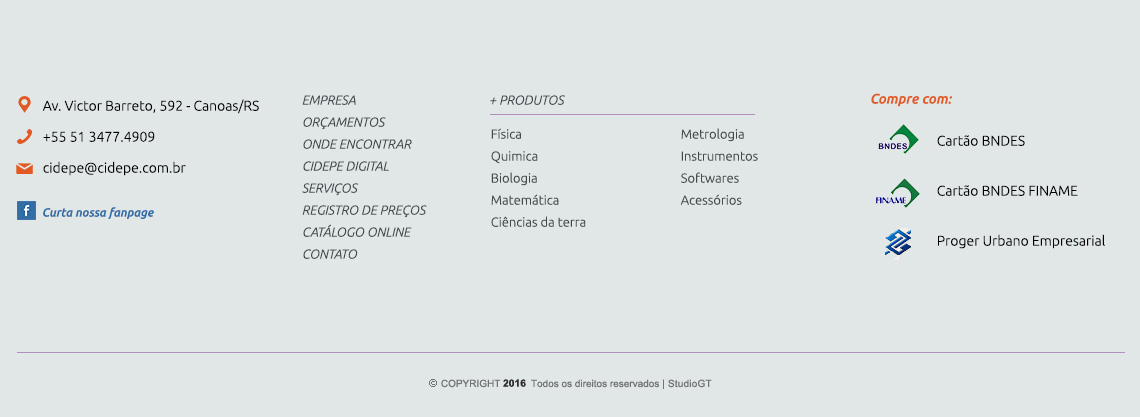 Av. Victor Barreto, 592 - Canoas/RS
+55 51 3477.4909
cidepe@cidepe.com.br
f
Curta nossa fanpage
EMPRESA
ORÇAMENTOS
ONDE ENCONTRAR
CIDEPE DIGITAL
SERVIÇOS
REGISTRO DE PREÇOS
CATÁLOGO ONLINE
CONTATO
+ PRODUTOS
Física
Quimica
Biologia
Matemática
Ciências da terra
Metrologia
Instrumentos
Softwares
Acessórios
Compre com:
BNDES
Cartão BNDES
FINAME
Cartão BNDES FINAME
Proger Urbano Empresarial
© COPYRIGHT 2016 Todos os direitos reservados | StudioGT